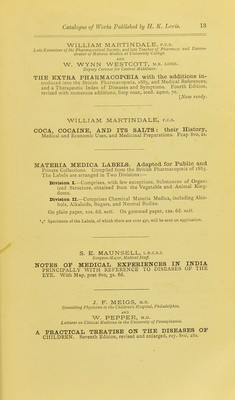 Catalogue of Works Published by H. K. Lewis. 13
WILLIAM MARTINDALE, F.C.S.
Late Examiner of the Pharmaceutical Society, and late Teacher of Pharmacy and Demonstrator of Materia Medica at University College.
AND
W. WYNN WESTCOTT, M.B. LOND.
Deputy Coroner for Central Middlesex.
THE EXTRA PHARMACOPŒIA with the additions introduced into the British Pharmacopœia, 1885, and Medical References, and a Therapeutic Index of Diseases and Symptoms. Fourth Edition, revised with numerous additions, limp roan, med. 24mo, 7s.
[Now ready.
WILLIAM MARTINDALE, F.C.S.
COCA, COCAINE, AND ITS SALTS: their History,
Medical and Economic Uses, and Medicinal Preparations. Fcap 8vo, 2s.
MATERIA MEDICA LABELS. Adapted for Public and
Private Collections. Compiled from the British Pharmacopœia of 1885.
The Labels are arranged in Two Divisions:—
Division I.—Comprises, with few exceptions, Substances of Organized Structure, obtained from the Vegetable and Animal Kingdoms.
Division II.—Comprises Chemical Materia Medica, including Alcohols, Alkaloids, Sugars, and Neutral Bodies.
On plain paper, 10s. 6d. nett. On gummed paper, 12s. 6d. nett.
*** Specimens of the Labels, of which there are over 450, will be sent on application.
S. E. MAUNSELL, L.R.C.S.I.
Surgeon-Major, Medical Staff.
NOTES OF MEDICAL EXPERIENCES IN INDIA
PRINCIPALLY WITH REFERENCE TO DISEASES OF THE
EYE. With Map, post 8vo, 3s. 6d.
J. F. MEIGS, M.D.
Consulting Physician to the Children's Hospital, Philadelphia.
AND
W. PEPPER, M.D.
Lecturer on Clinical Medicine in the University of Pennsylvania.
A PRACTICAL TREATISE ON THE DISEASES OF
CHILDREN. Seventh Edition, revised and enlarged, roy. 8vo, 28s.